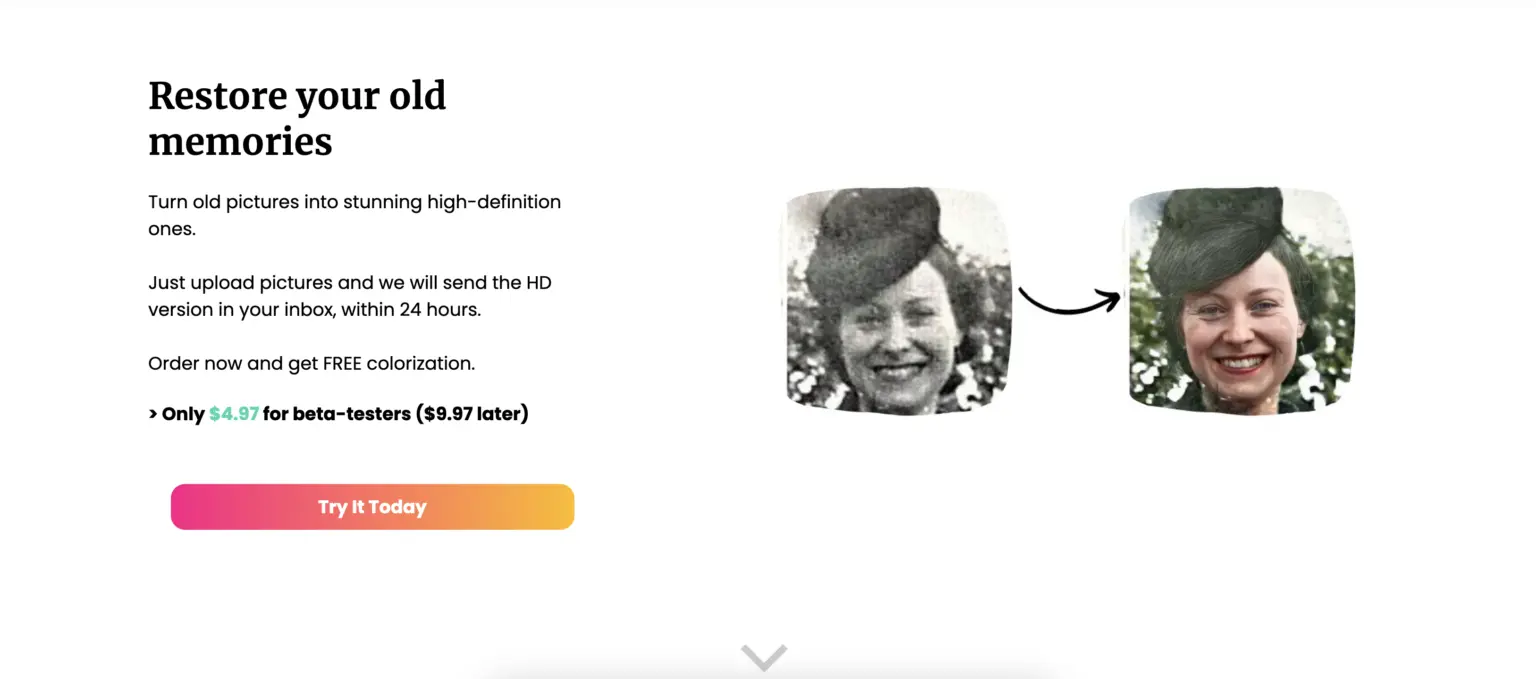 Restore your old
memories
Turn old pictures into stunning high-definition
ones.
Just upload pictures and we will send the HD
version in your inbox, within 24 hours.
Order now and get FREE colorization.
> Only $4.97 for beta-testers ($9.97 later)
Try It Today